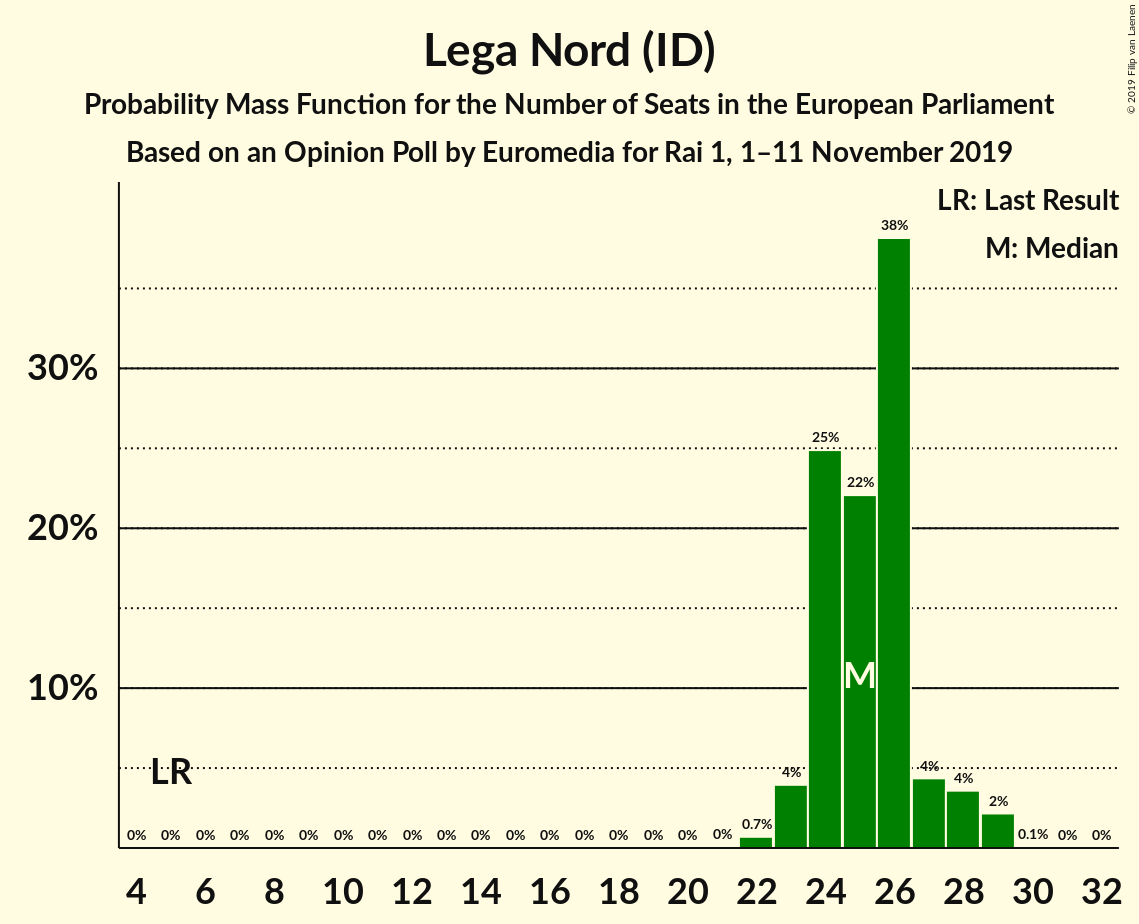 Lega Nord (ID)
Probability Mass Function for the Number of Seats in the European Parliament
Based on an Opinion Poll by Euromedia for Rai 1, 1–11 November 2019
© 2019 Filip van Laenen
LR: Last Result
M: Median
38%
30%
25%
22%
20%
M
10%
LR
0% 0% 0% 0% 0% 0% 0% 0% 0% 0% 0% 0% 0% 0% 0% 0% 0% 0% 0.7% 4% 4% 4% 2% 0.1% 0% 0%
4 6 8 10 12 14 16 18 20 22 24 26 28 30 32